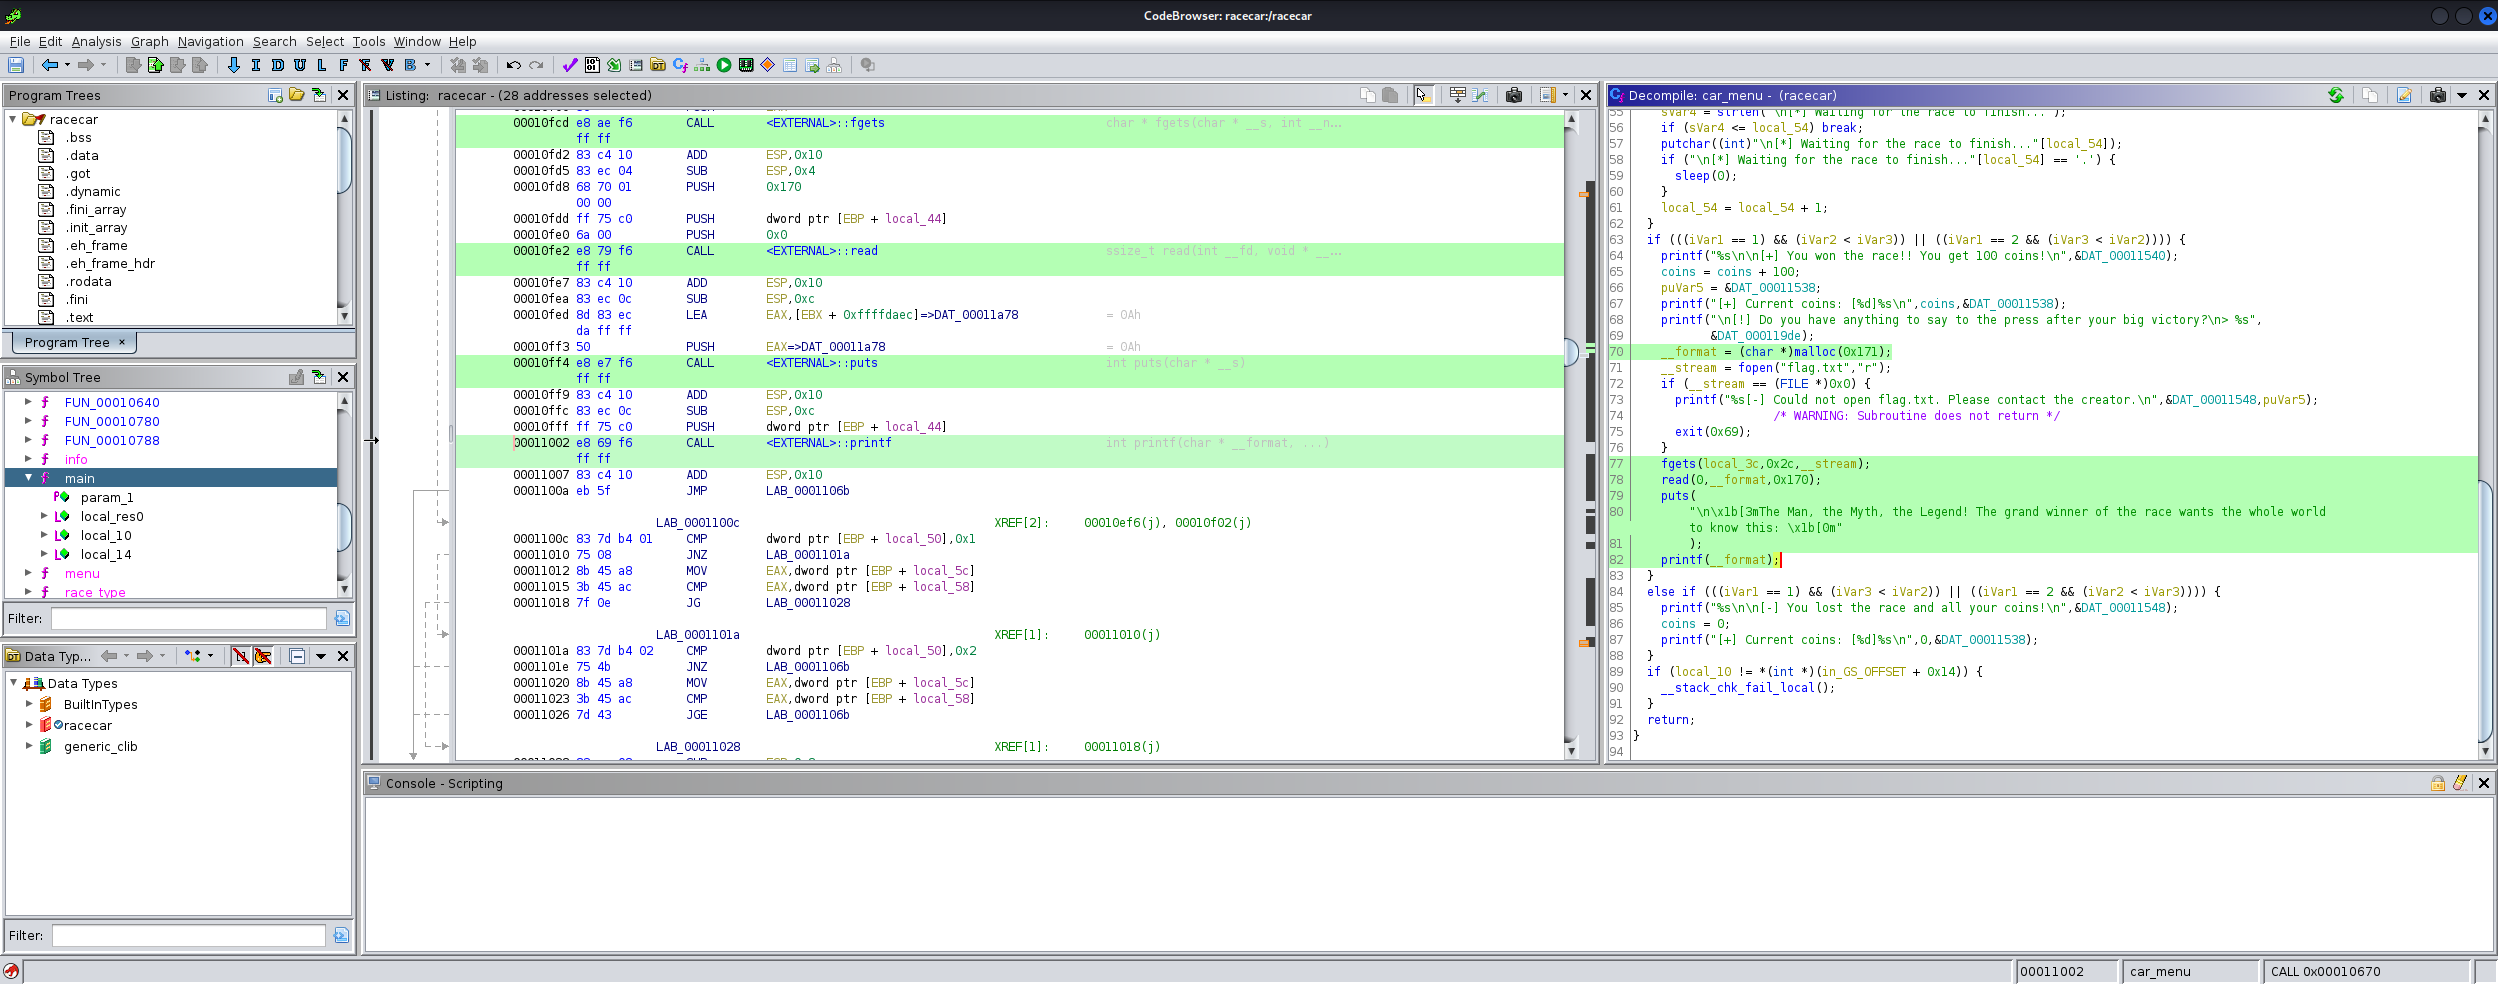 CodeBrowser: racecar:/racecar
File Edit Analysis Graph Navigation Search Select Tools Window Help
I D U L F B
Program Trees
racecar
.bss
.data
.got
.dynamic
.fini_array
.init_array
.eh_frame
.eh_frame_hdr
.rodata
.fini
.text
Program Tree ×
Symbol Tree
f FUN_00010640
f FUN_00010780
f FUN_00010788
f info
f main
param_1
local_res0
local_10
local_14
f menu
f race_type
Filter:
Data Typ...
Data Types
BuiltInTypes
racecar
generic_clib
Filter:
Listing: racecar - (28 addresses selected)
00010fcd e8 ae f6 CALL <EXTERNAL>::fgets char * fgets(char * __s, int __n...
ff ff
00010fd2 83 c4 10 ADD ESP,0x10
00010fd5 83 ec 04 SUB ESP,0x4
00010fd8 68 70 01 PUSH 0x170
00 00
00010fdd ff 75 c0 PUSH dword ptr [EBP + local_44]
00010fe0 6a 00 PUSH 0x0
00010fe2 e8 79 f6 CALL <EXTERNAL>::read ssize_t read(int __fd, void * __...
ff ff
00010fe7 83 c4 10 ADD ESP,0x10
00010fea 83 ec 0c SUB ESP,0xc
00010fed 8d 83 ec LEA EAX,[EBX + 0xffffdaec]=>DAT_00011a78 = 0Ah
da ff ff
00010ff3 50 PUSH EAX=>DAT_00011a78 = 0Ah
00010ff4 e8 e7 f6 CALL <EXTERNAL>::puts int puts(char * __s)
ff ff
00010ff9 83 c4 10 ADD ESP,0x10
00010ffc 83 ec 0c SUB ESP,0xc
00010fff ff 75 c0 PUSH dword ptr [EBP + local_44]
00011002 e8 69 f6 CALL <EXTERNAL>::printf int printf(char * __format, ...)
ff ff
00011007 83 c4 10 ADD ESP,0x10
0001100a eb 5f JMP LAB_0001106b
LAB_0001100c XREF[2]: 00010ef6(j), 00010f02(j)
0001100c 83 7d b4 01 CMP dword ptr [EBP + local_50],0x1
00011010 75 08 JNZ LAB_0001101a
00011012 8b 45 a8 MOV EAX,dword ptr [EBP + local_5c]
00011015 3b 45 ac CMP EAX,dword ptr [EBP + local_58]
00011018 7f 0e JG LAB_00011028
LAB_0001101a XREF[1]: 00011010(j)
0001101a 83 7d b4 02 CMP dword ptr [EBP + local_50],0x2
0001101e 75 4b JNZ LAB_0001106b
00011020 8b 45 a8 MOV EAX,dword ptr [EBP + local_5c]
00011023 3b 45 ac CMP EAX,dword ptr [EBP + local_58]
00011026 7d 43 JGE LAB_0001106b
LAB_00011028 XREF[1]: 00011018(j)
Decompile: car_menu - (racecar)
55 sVar4 = strlen("\n[*] Waiting for the race to finish...");
56 if (sVar4 <= local_54) break;
57 putchar((int)"\n[*] Waiting for the race to finish..."[local_54]);
58 if ("\n[*] Waiting for the race to finish..."[local_54] == '.') {
59 sleep(0);
60 }
61 local_54 = local_54 + 1;
62 }
63 if (((iVar1 == 1) && (iVar2 < iVar3)) || ((iVar1 == 2 && (iVar3 < iVar2)))) {
64 printf("%s\n\n[+] You won the race!! You get 100 coins!\n",&DAT_00011540);
65 coins = coins + 100;
66 puVar5 = &DAT_00011538;
67 printf("[+] Current coins: [%d]%s\n",coins,&DAT_00011538);
68 printf("\n[!] Do you have anything to say to the press after your big victory?\n> %s",
69 &DAT_000119de);
70 __format = (char *)malloc(0x171);
71 __stream = fopen("flag.txt","r");
72 if (__stream == (FILE *)0x0) {
73 printf("%s[-] Could not open flag.txt. Please contact the creator.\n",&DAT_00011548,puVar5);
74 /* WARNING: Subroutine does not return */
75 exit(0x69);
76 }
77 fgets(local_3c,0x2c,__stream);
78 read(0,__format,0x170);
79 puts(
80 "\n\x1b[3mThe Man, the Myth, the Legend! The grand winner of the race wants the whole world
to know this: \x1b[0m"
81 );
82 printf(__format);
83 }
84 else if (((iVar1 == 1) && (iVar3 < iVar2)) || ((iVar1 == 2 && (iVar2 < iVar3)))) {
85 printf("%s\n\n[-] You lost the race and all your coins!\n",&DAT_00011548);
86 coins = 0;
87 printf("[+] Current coins: [%d]%s\n",0,&DAT_00011538);
88 }
89 if (local_10 != *(int *)(in_GS_OFFSET + 0x14)) {
90 __stack_chk_fail_local();
91 }
92 return;
93 }
94
Console - Scripting
00011002
car_menu
CALL 0x00010670